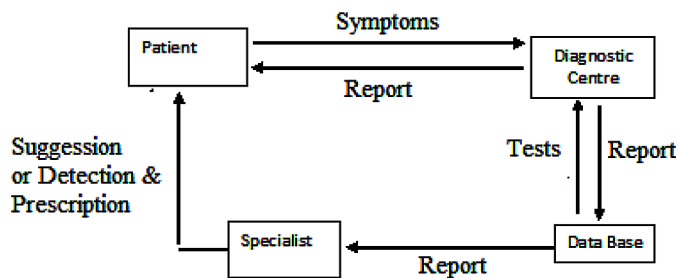 Symptoms
Patient
Diagnostic
Centre
Report
Suggession
or Detection &
Prescription
Tests
Report
Specialist
Data Base
Report